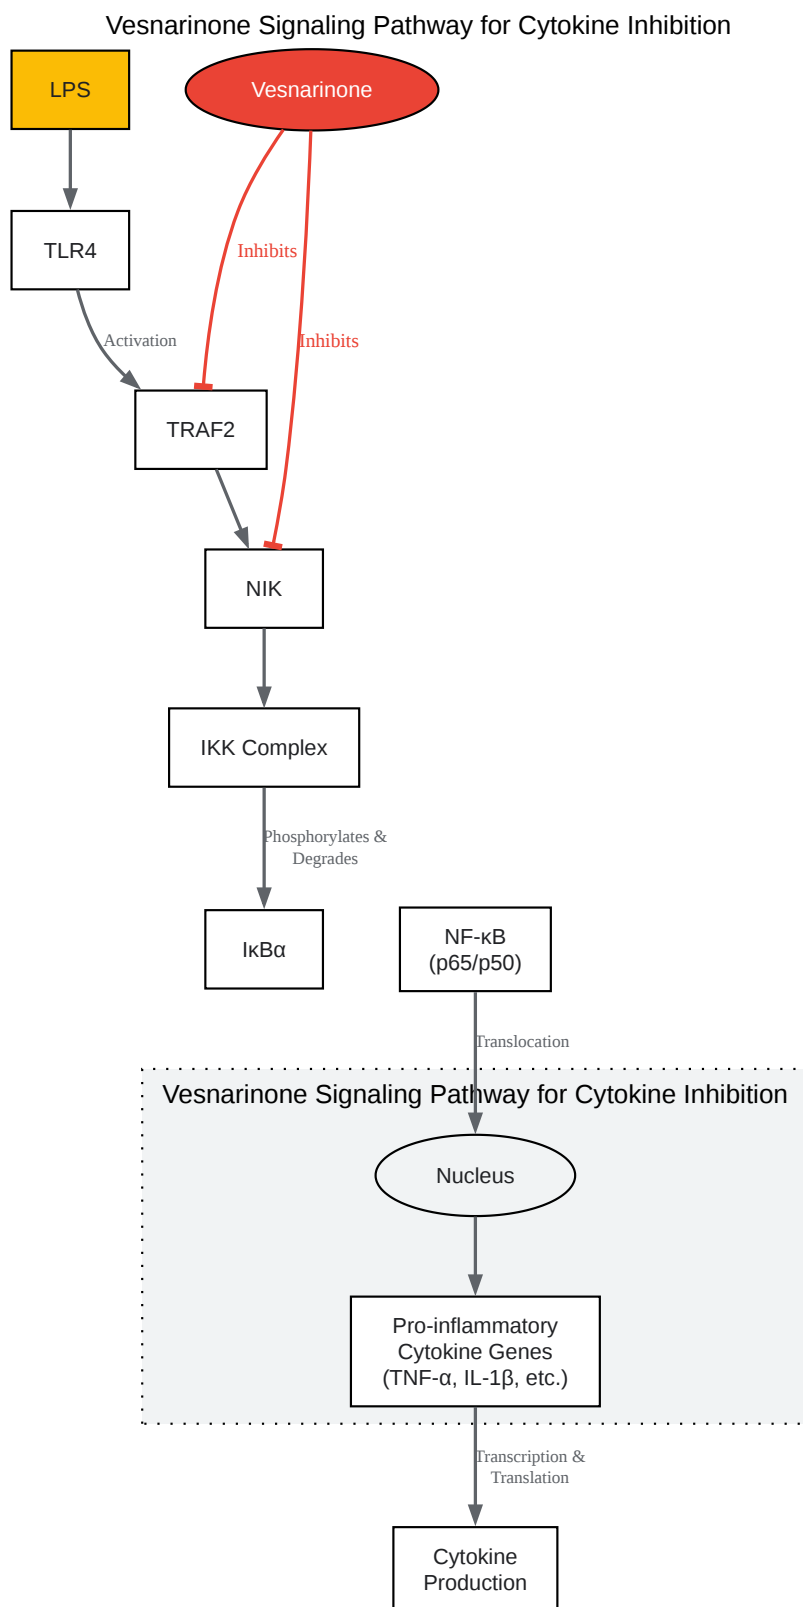 Vesnarinone Signaling Pathway for Cytokine Inhibition
LPS
Vesnarinone
TLR4
Inhibits
Activation
Inhibits
TRAF2
NIK
IKK Complex
Phosphorylates &
Degrades
IκBα
NF-κB
(p65/p50)
Translocation
Vesnarinone Signaling Pathway for Cytokine Inhibition
Nucleus
Pro-inflammatory
Cytokine Genes
(TNF-α, IL-1β, etc.)
Transcription &
Translation
Cytokine
Production